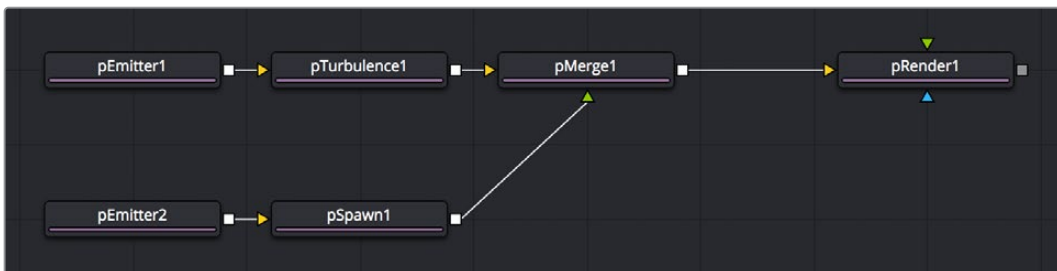 pEmitter1
pTurbulence1
pMerge1
pRender1
pEmitter2
pSpawn1